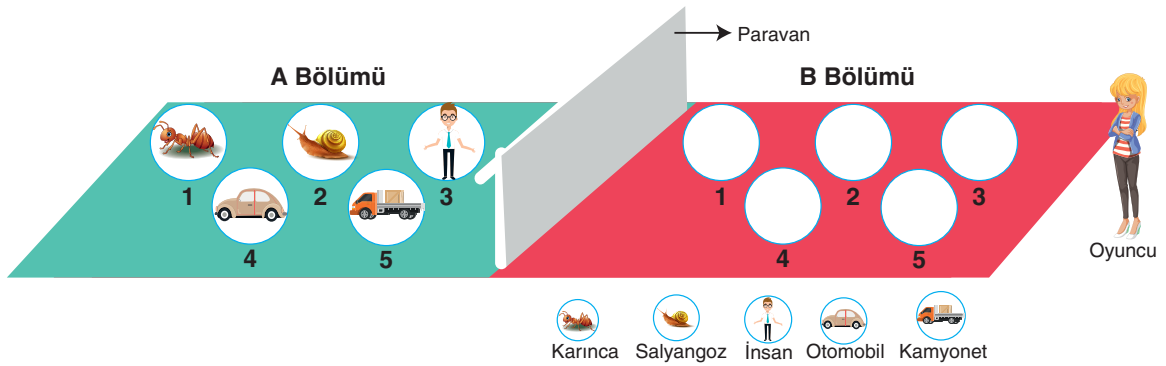 Paravan
A Bölümü
B Bölümü
1
2
3
4
5
1
2
3
4
5
Oyuncu
Karınca
Salyangoz
İnsan
Otomobil
Kamyonet